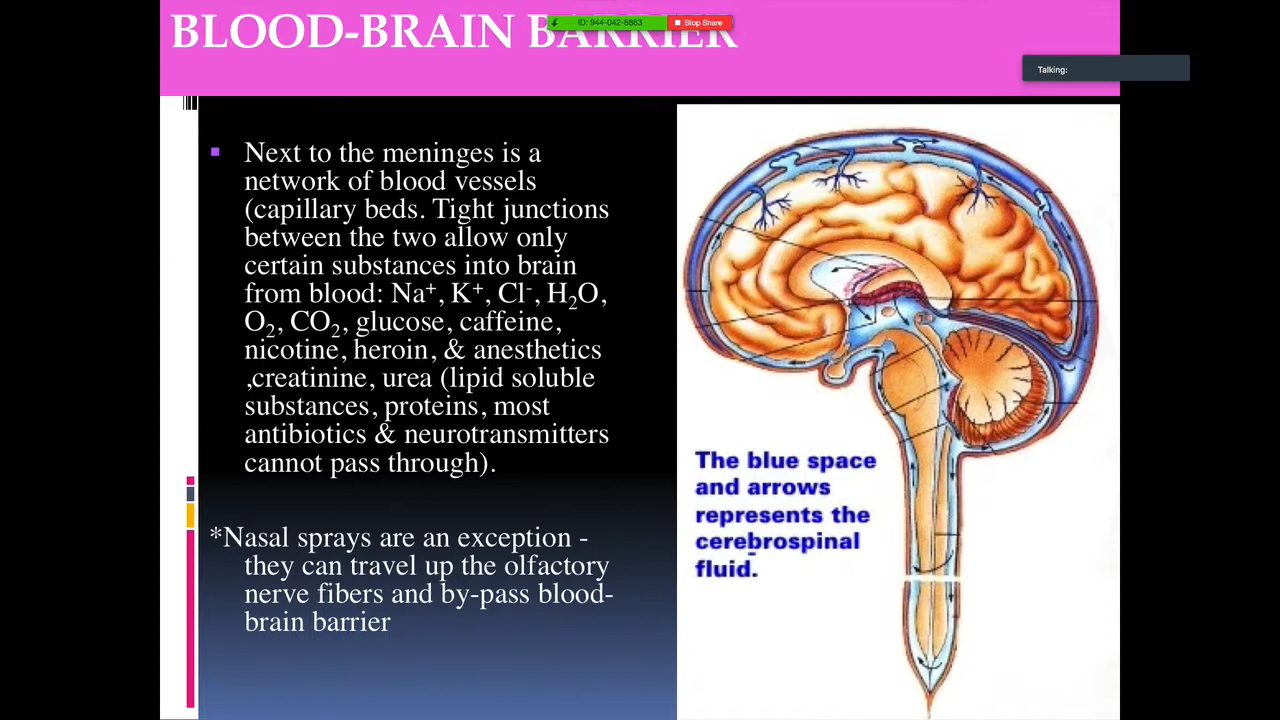 BLOOD-BRAIN BARRIER
ID: 944-042-8863
Stop Share
Talking:
Next to the meninges is a
network of blood vessels
(capillary beds. Tight junctions
between the two allow only
certain substances into brain
from blood: Na⁺, K⁺, Cl⁻, H₂O,
O₂, CO₂, glucose, caffeine,
nicotine, heroin, & anesthetics
,creatinine, urea (lipid soluble
substances, proteins, most
antibiotics & neurotransmitters
cannot pass through).
*Nasal sprays are an exception -
they can travel up the olfactory
nerve fibers and by-pass blood-
brain barrier
The blue space
and arrows
represents the
cerebrospinal
fluid.